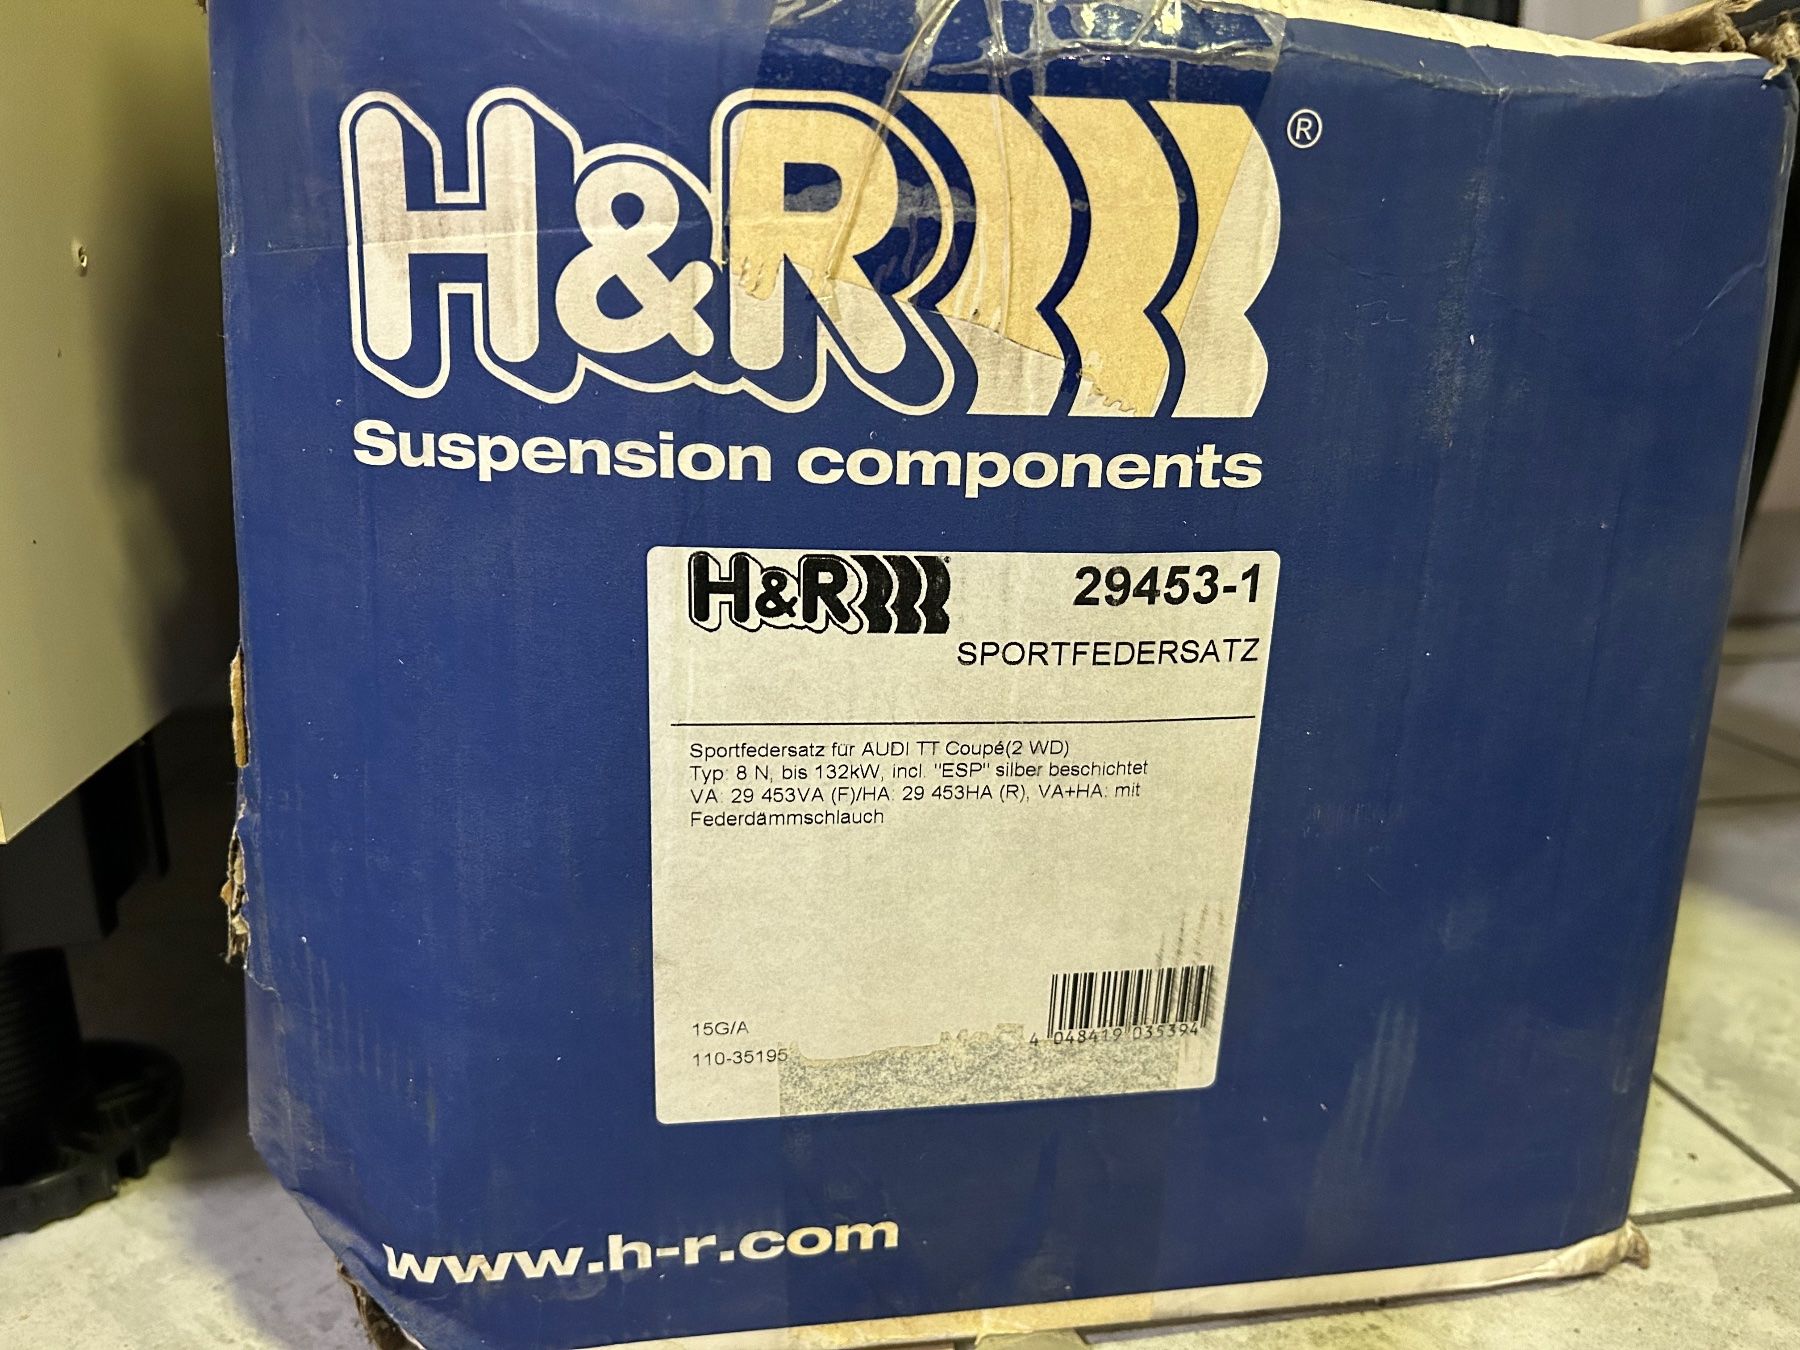 H&R®
Suspension components
H&R 29453-1
SPORTFEDERSATZ
Sportfedersatz für AUDI TT Coupé(2 WD)
Typ: 8 N, bis 132kW, incl. "ESP" silber beschichtet
VA: 29 453VA (F)/HA: 29 453HA (R), VA+HA: mit
Federdämmschlauch
15G/A
4 048419 035394
110-35195
www.h-r.com